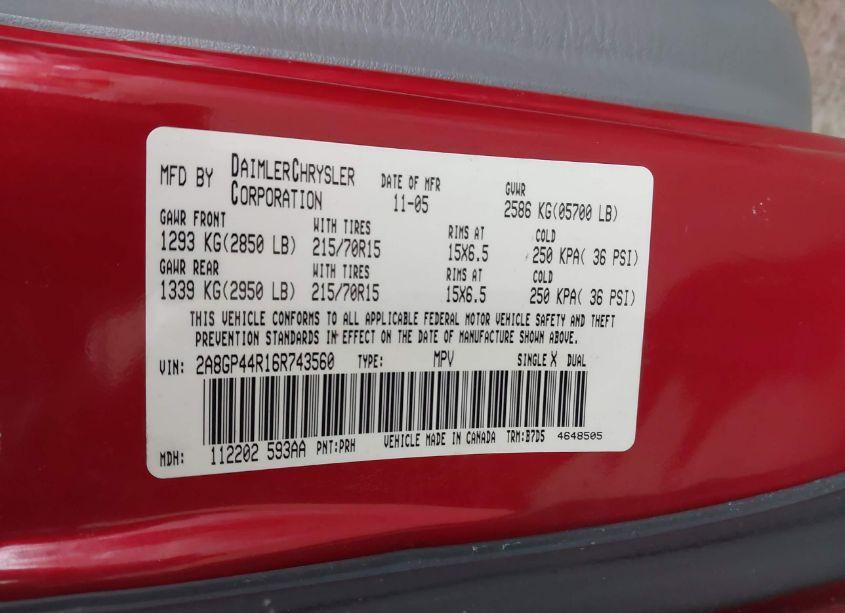 MFD BY DAIMLERCHRYSLER CORPORATION DATE OF MFR 11-05 GVWR 2586 KG(05700 LB)
GAWR FRONT WITH TIRES RIMS AT COLD
1293 KG(2850 LB) 215/70R15 15X6.5 250 KPA( 36 PSI)
GAWR REAR WITH TIRES RIMS AT COLD
1339 KG(2950 LB) 215/70R15 15X6.5 250 KPA( 36 PSI)
THIS VEHICLE CONFORMS TO ALL APPLICABLE FEDERAL MOTOR VEHICLE SAFETY AND THEFT
PREVENTION STANDARDS IN EFFECT ON THE DATE OF MANUFACTURE SHOWN ABOVE.
VIN: 2A8GP44R16R743560 TYPE: MPV SINGLE X DUAL
MDH: 112202 593AA PNT:PRH VEHICLE MADE IN CANADA TRM:B7D5 4648505